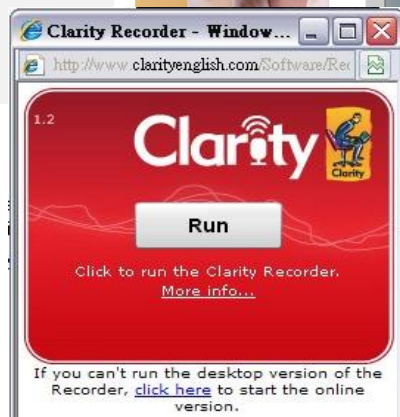 Clarity Recorder - Window...
http://www.clarityenglish.com/Software/Rec
1.2
Clarity
Clarity
Run
Click to run the Clarity Recorder.
More info...
If you can't run the desktop version of the
Recorder, click here to start the online
version.